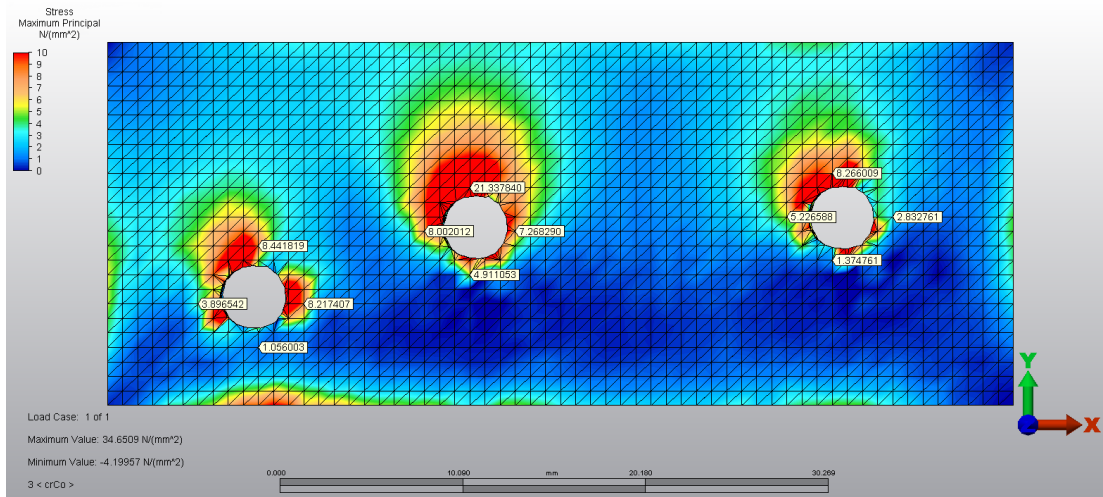 Stress
Maximum Principal
N/(mm^2)
10
9
8
7
6
5
4
3
2
1
0
21.337840
8.266009
5.226588
2.832761
8.002012
7.268290
8.441819
4.911053
1.374761
3.896542
8.217407
1.056003
Y
X
Load Case: 1 of 1
Maximum Value: 34.6509 N/(mm^2)
Minimum Value: -4.19957 N/(mm^2)
0.000
10.090
mm
20.180
30.269
3 < crCo >